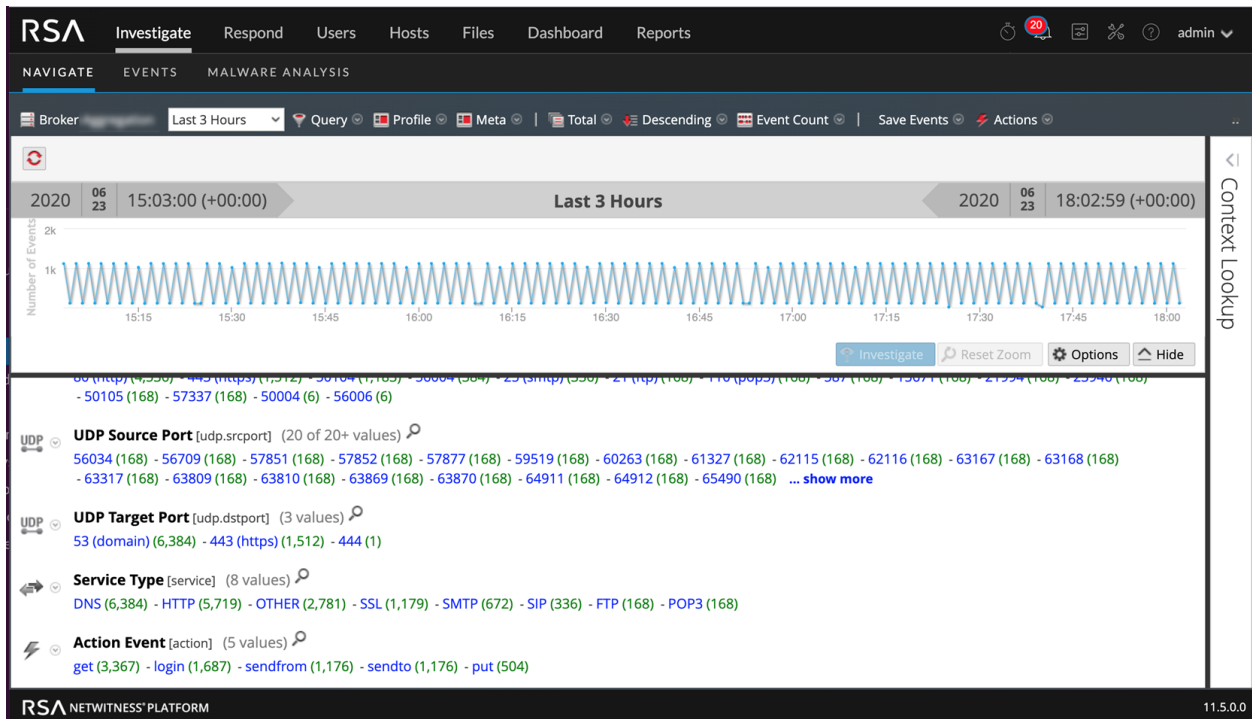 RSA Investigate Respond Users Hosts Files Dashboard Reports 20 admin
NAVIGATE EVENTS MALWARE ANALYSIS
Broker Last 3 Hours Query Profile Meta | Total Descending Event Count | Save Events Actions ..
2020 06 23 15:03:00 (+00:00) Last 3 Hours 2020 06 23 18:02:59 (+00:00)
Context Lookup
Number of Events
2k
1k
15:15 15:30 15:45 16:00 16:15 16:30 16:45 17:00 17:15 17:30 17:45 18:00
Investigate Reset Zoom Options Hide
- 50105 (168) - 57337 (168) - 50004 (6) - 56006 (6)
UDP UDP Source Port [udp.srcport] (20 of 20+ values)
56034 (168) - 56709 (168) - 57851 (168) - 57852 (168) - 57877 (168) - 59519 (168) - 60263 (168) - 61327 (168) - 62115 (168) - 62116 (168) - 63167 (168) - 63168 (168)
- 63317 (168) - 63809 (168) - 63810 (168) - 63869 (168) - 63870 (168) - 64911 (168) - 64912 (168) - 65490 (168) ... show more
UDP UDP Target Port [udp.dstport] (3 values)
53 (domain) (6,384) - 443 (https) (1,512) - 444 (1)
Service Type [service] (8 values)
DNS (6,384) - HTTP (5,719) - OTHER (2,781) - SSL (1,179) - SMTP (672) - SIP (336) - FTP (168) - POP3 (168)
Action Event [action] (5 values)
get (3,367) - login (1,687) - sendfrom (1,176) - sendto (1,176) - put (504)
RSA NETWITNESS® PLATFORM 11.5.0.0